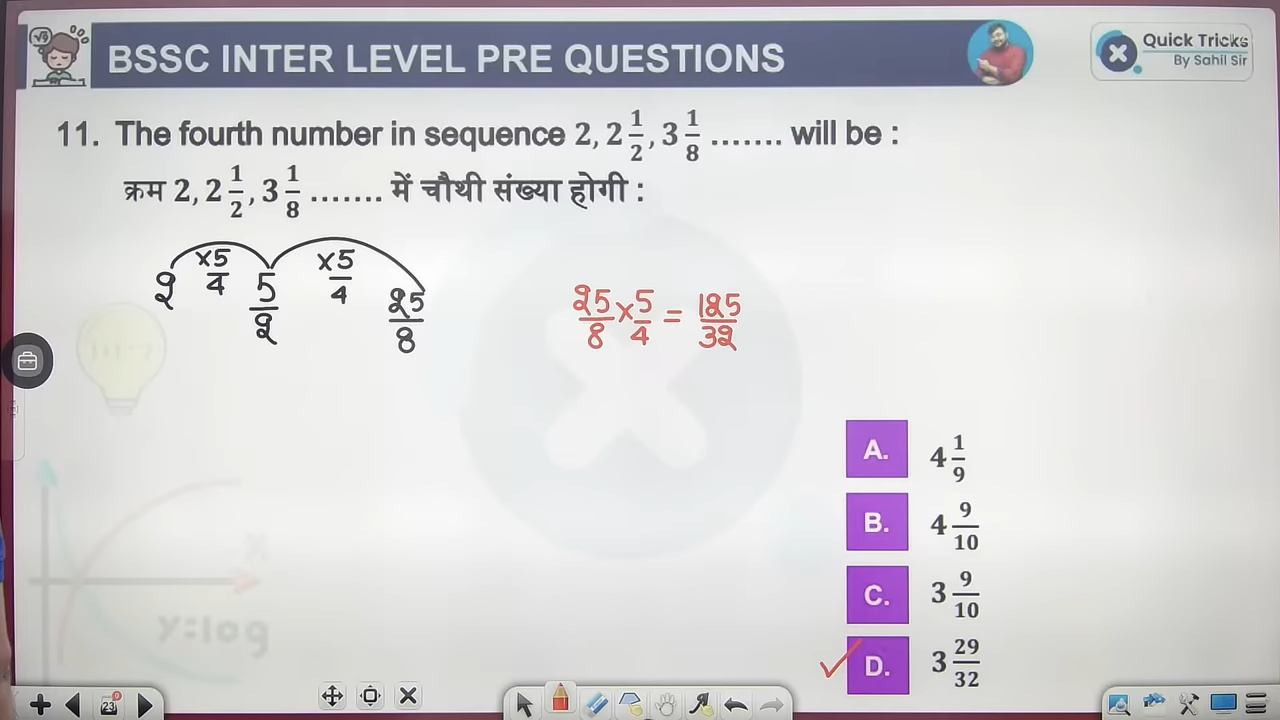 BSSC INTER LEVEL PRE QUESTIONS
Quick Tricks
By Sahil Sir
11. The fourth number in sequence 2, 2 1/2, 3 1/8 ....... will be :
क्रम 2, 2 1/2, 3 1/8 ....... में चौथी संख्या होगी :
2 ×5/4 5/2 ×5/4 25/8
25/8 × 5/4 = 125/32
A. 4 1/9
B. 4 9/10
C. 3 9/10
D. 3 29/32
y=log
23